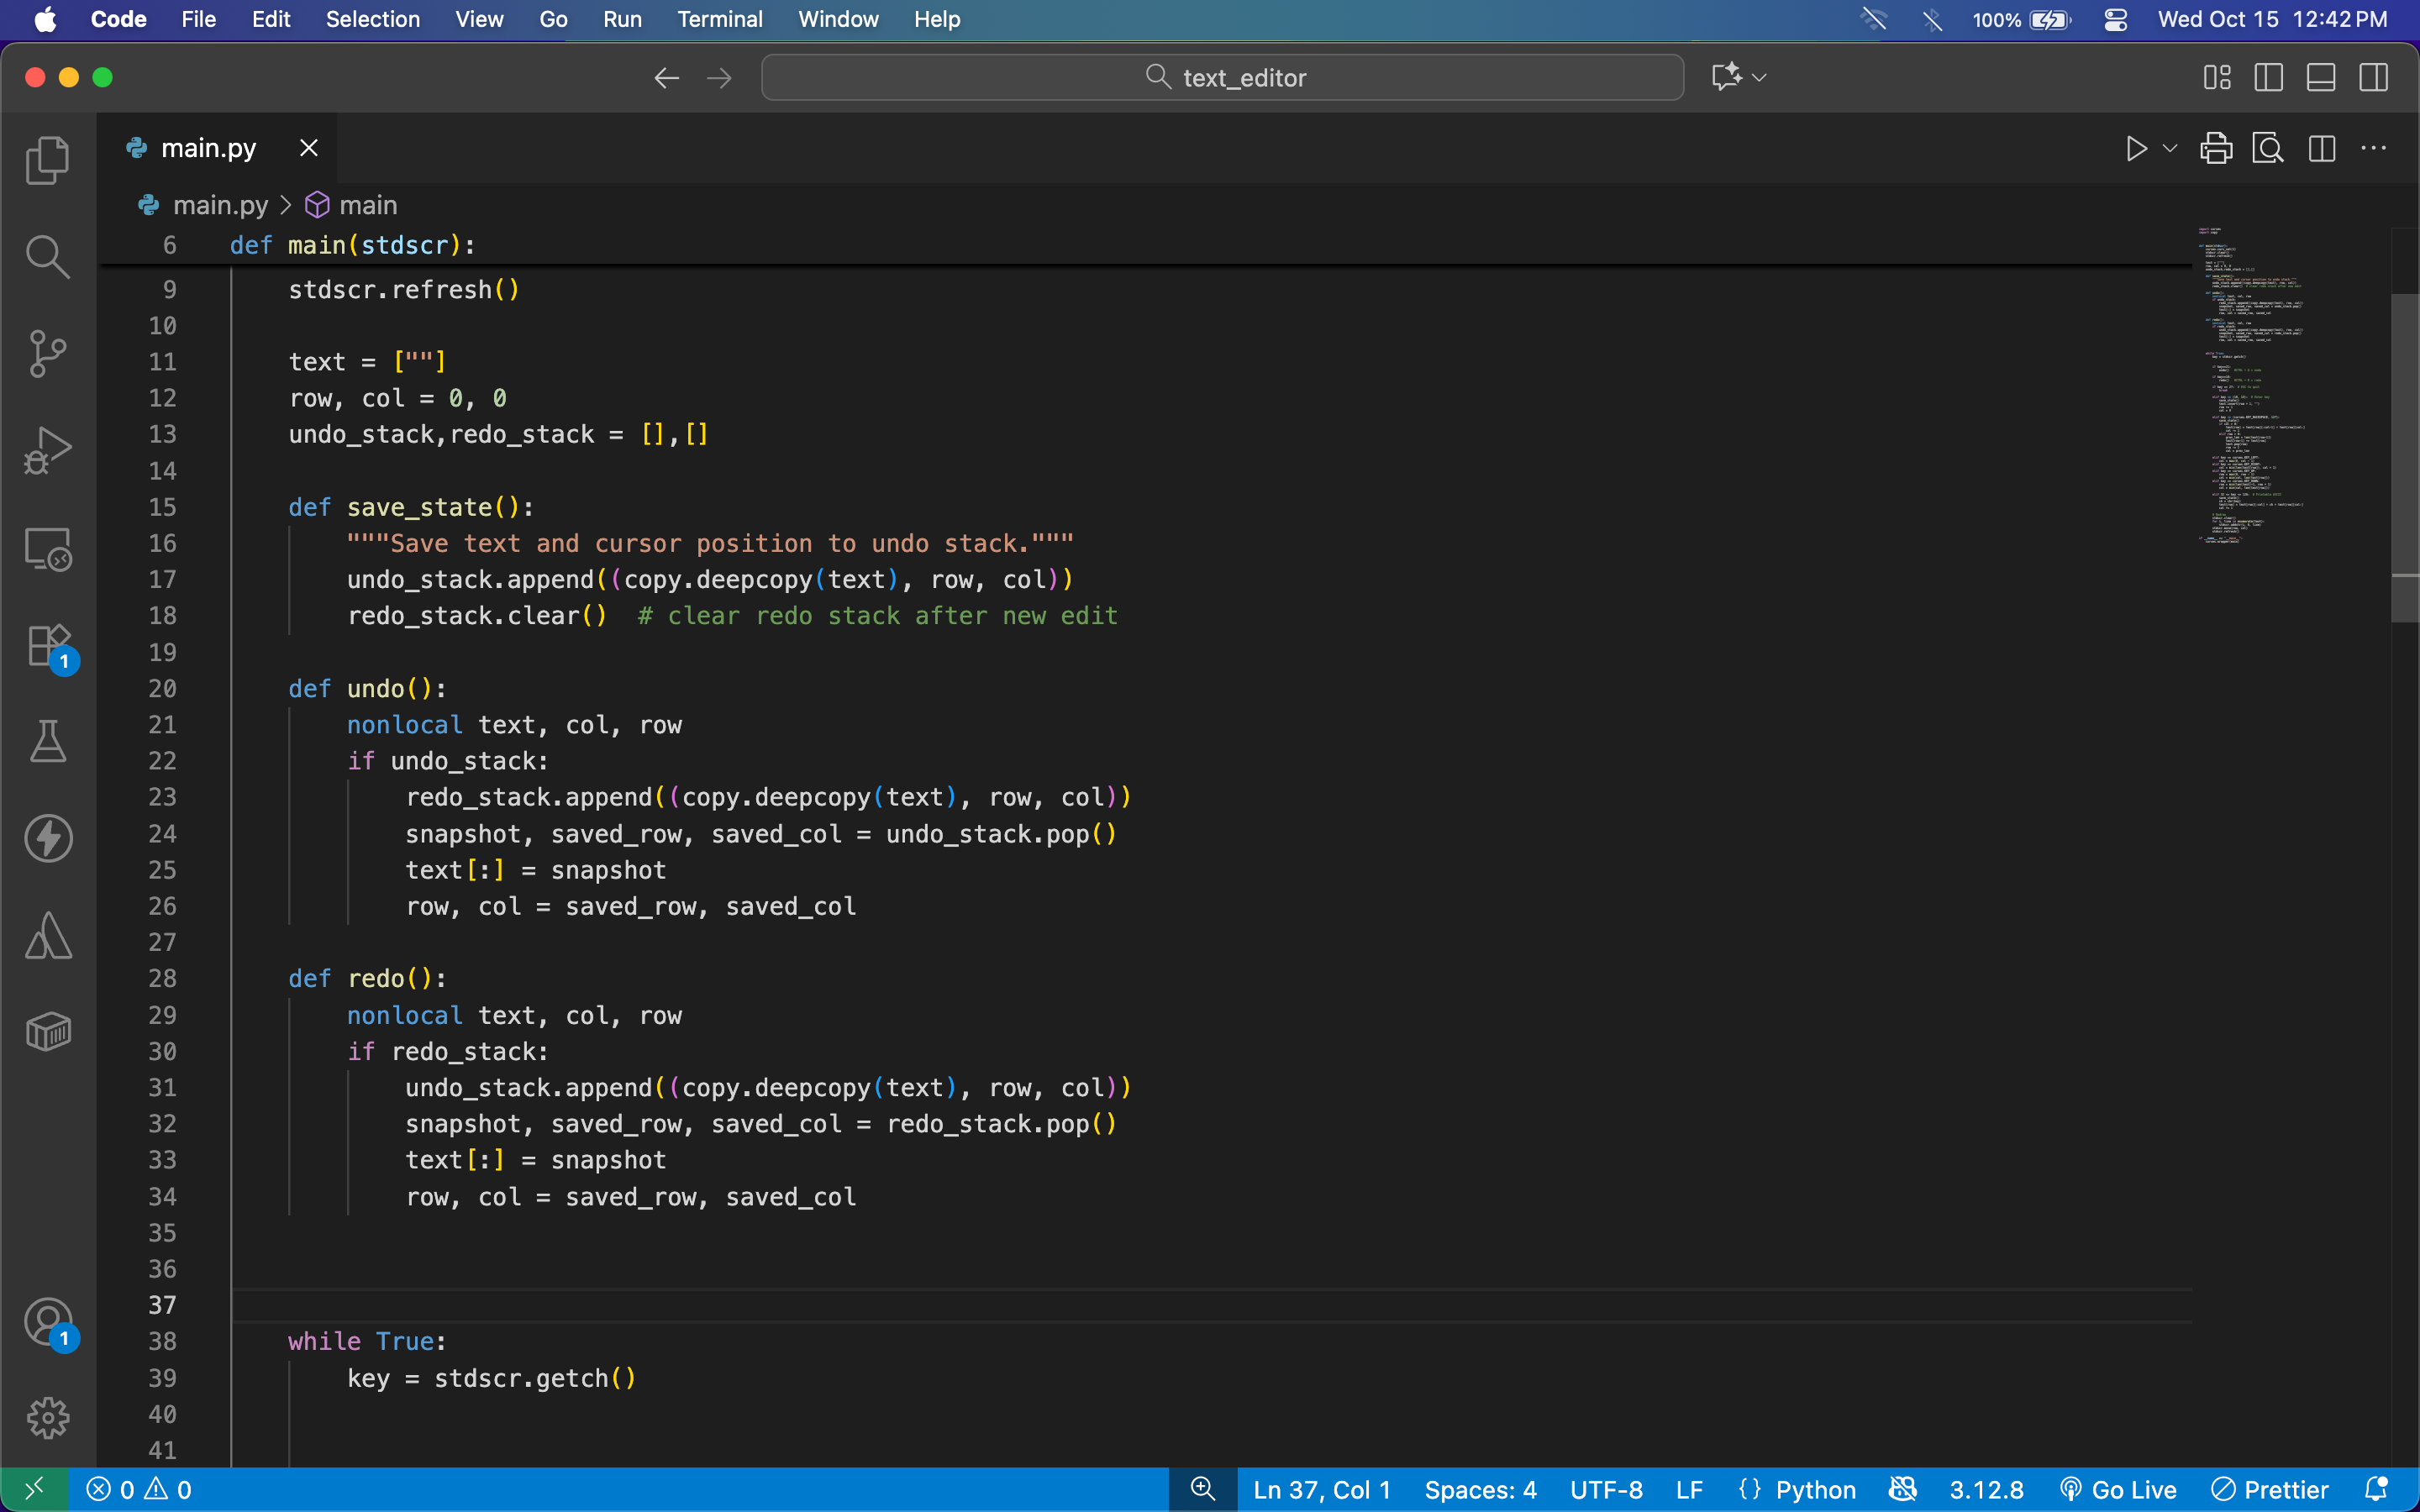 Code File Edit Selection View Go Run Terminal Window Help 100% Wed Oct 15 12:42 PM
text_editor
main.py
main.py > main
6 def main(stdscr):
9 stdscr.refresh()
10
11 text = [""]
12 row, col = 0, 0
13 undo_stack,redo_stack = [],[]
14
15 def save_state():
16 """Save text and cursor position to undo stack."""
17 undo_stack.append((copy.deepcopy(text), row, col))
18 redo_stack.clear()  # clear redo stack after new edit
19
20 def undo():
21 nonlocal text, col, row
22 if undo_stack:
23 redo_stack.append((copy.deepcopy(text), row, col))
24 snapshot, saved_row, saved_col = undo_stack.pop()
25 text[:] = snapshot
26 row, col = saved_row, saved_col
27
28 def redo():
29 nonlocal text, col, row
30 if redo_stack:
31 undo_stack.append((copy.deepcopy(text), row, col))
32 snapshot, saved_row, saved_col = redo_stack.pop()
33 text[:] = snapshot
34 row, col = saved_row, saved_col
35
36
37
38 while True:
39 key = stdscr.getch()
40
41
1
1
0 0 Ln 37, Col 1 Spaces: 4 UTF-8 LF {} Python 3.12.8 Go Live Prettier